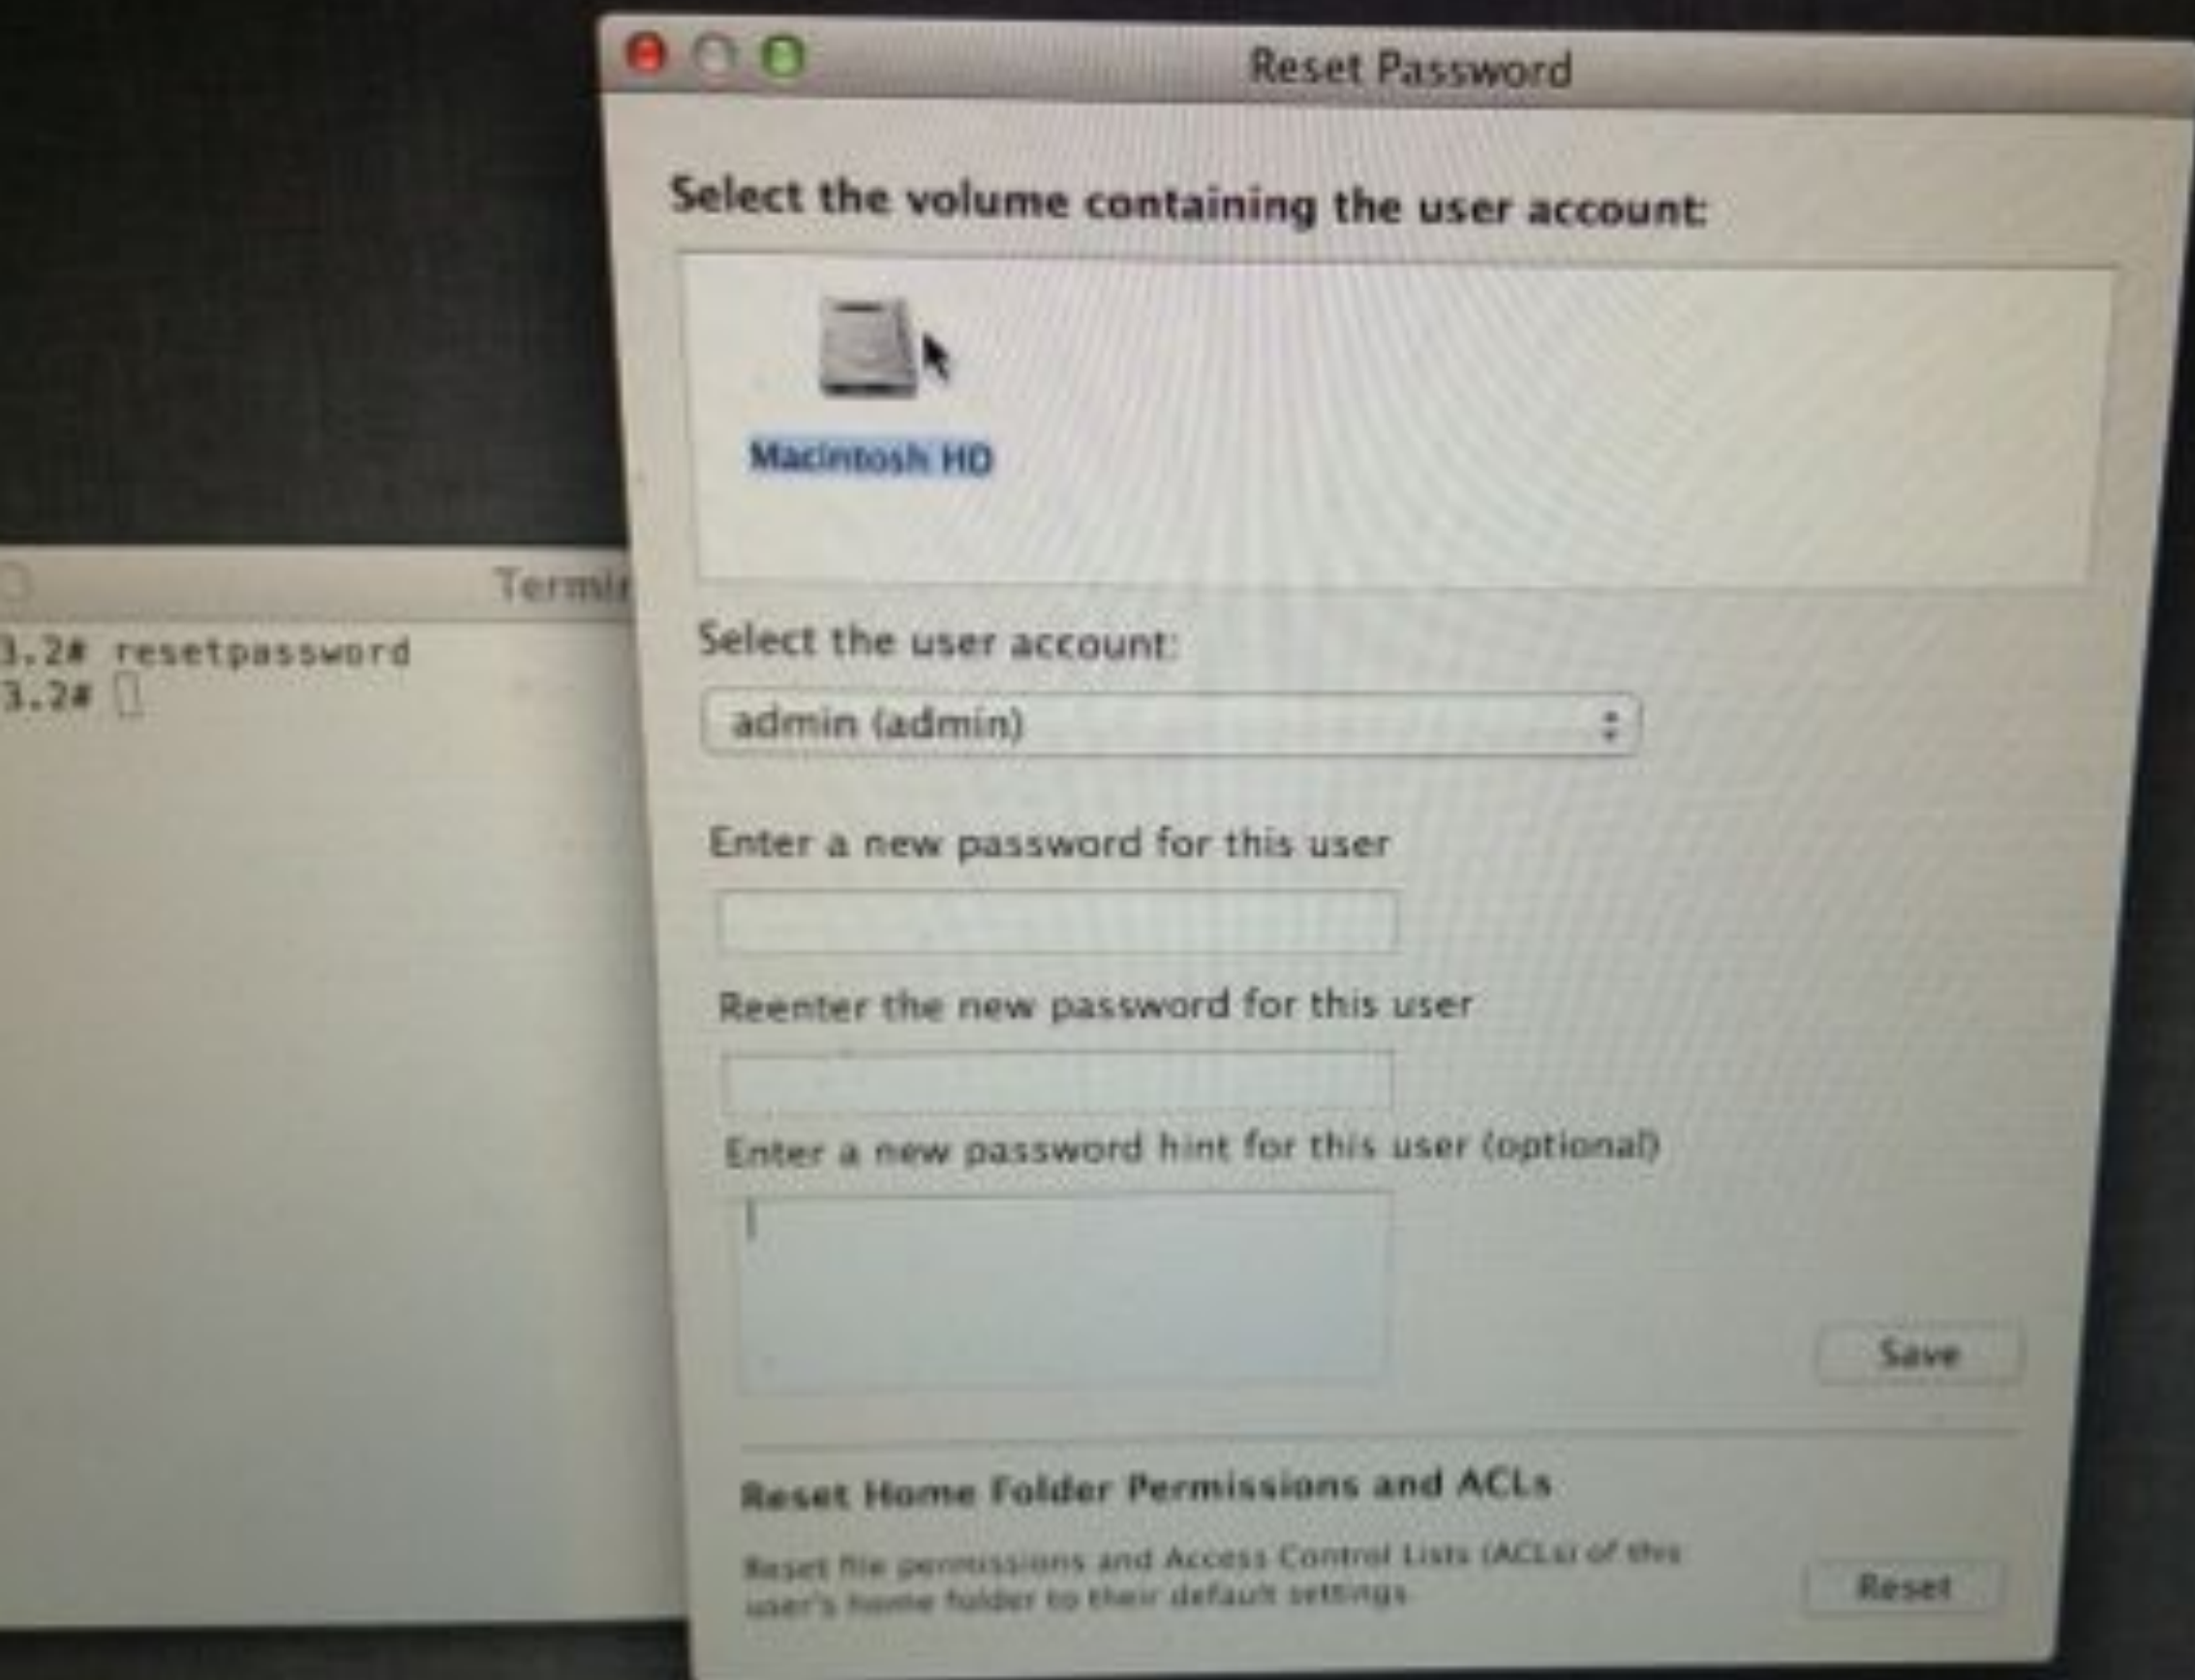 Reset Password
Select the volume containing the user account:
Macintosh HD
Termin
3.2# resetpassword
3.2#
Select the user account:
admin (admin)
Enter a new password for this user
Reenter the new password for this user
Enter a new password hint for this user (optional)
Save
Reset Home Folder Permissions and ACLs
Reset file permissions and Access Control Lists (ACLs) of this
user's home folder to their default settings
Reset